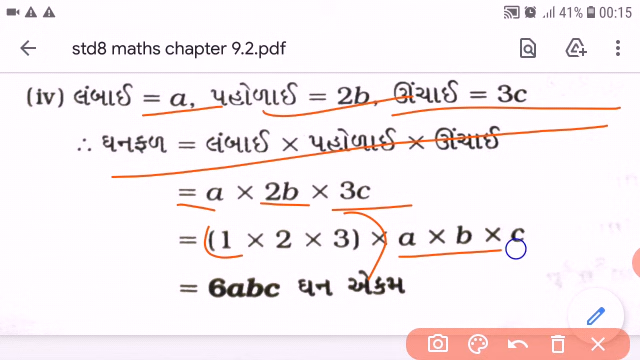 41% 00:15
std8 maths chapter 9.2.pdf
(iv) લંબાઈ = a, પહોળાઈ = 2b, ઊંચાઈ = 3c
∴ ઘનફળ = લંબાઈ × પહોળાઈ × ઊંચાઈ
= a × 2b × 3c
= (1 × 2 × 3) × a × b × c
= 6abc ઘન એકમ